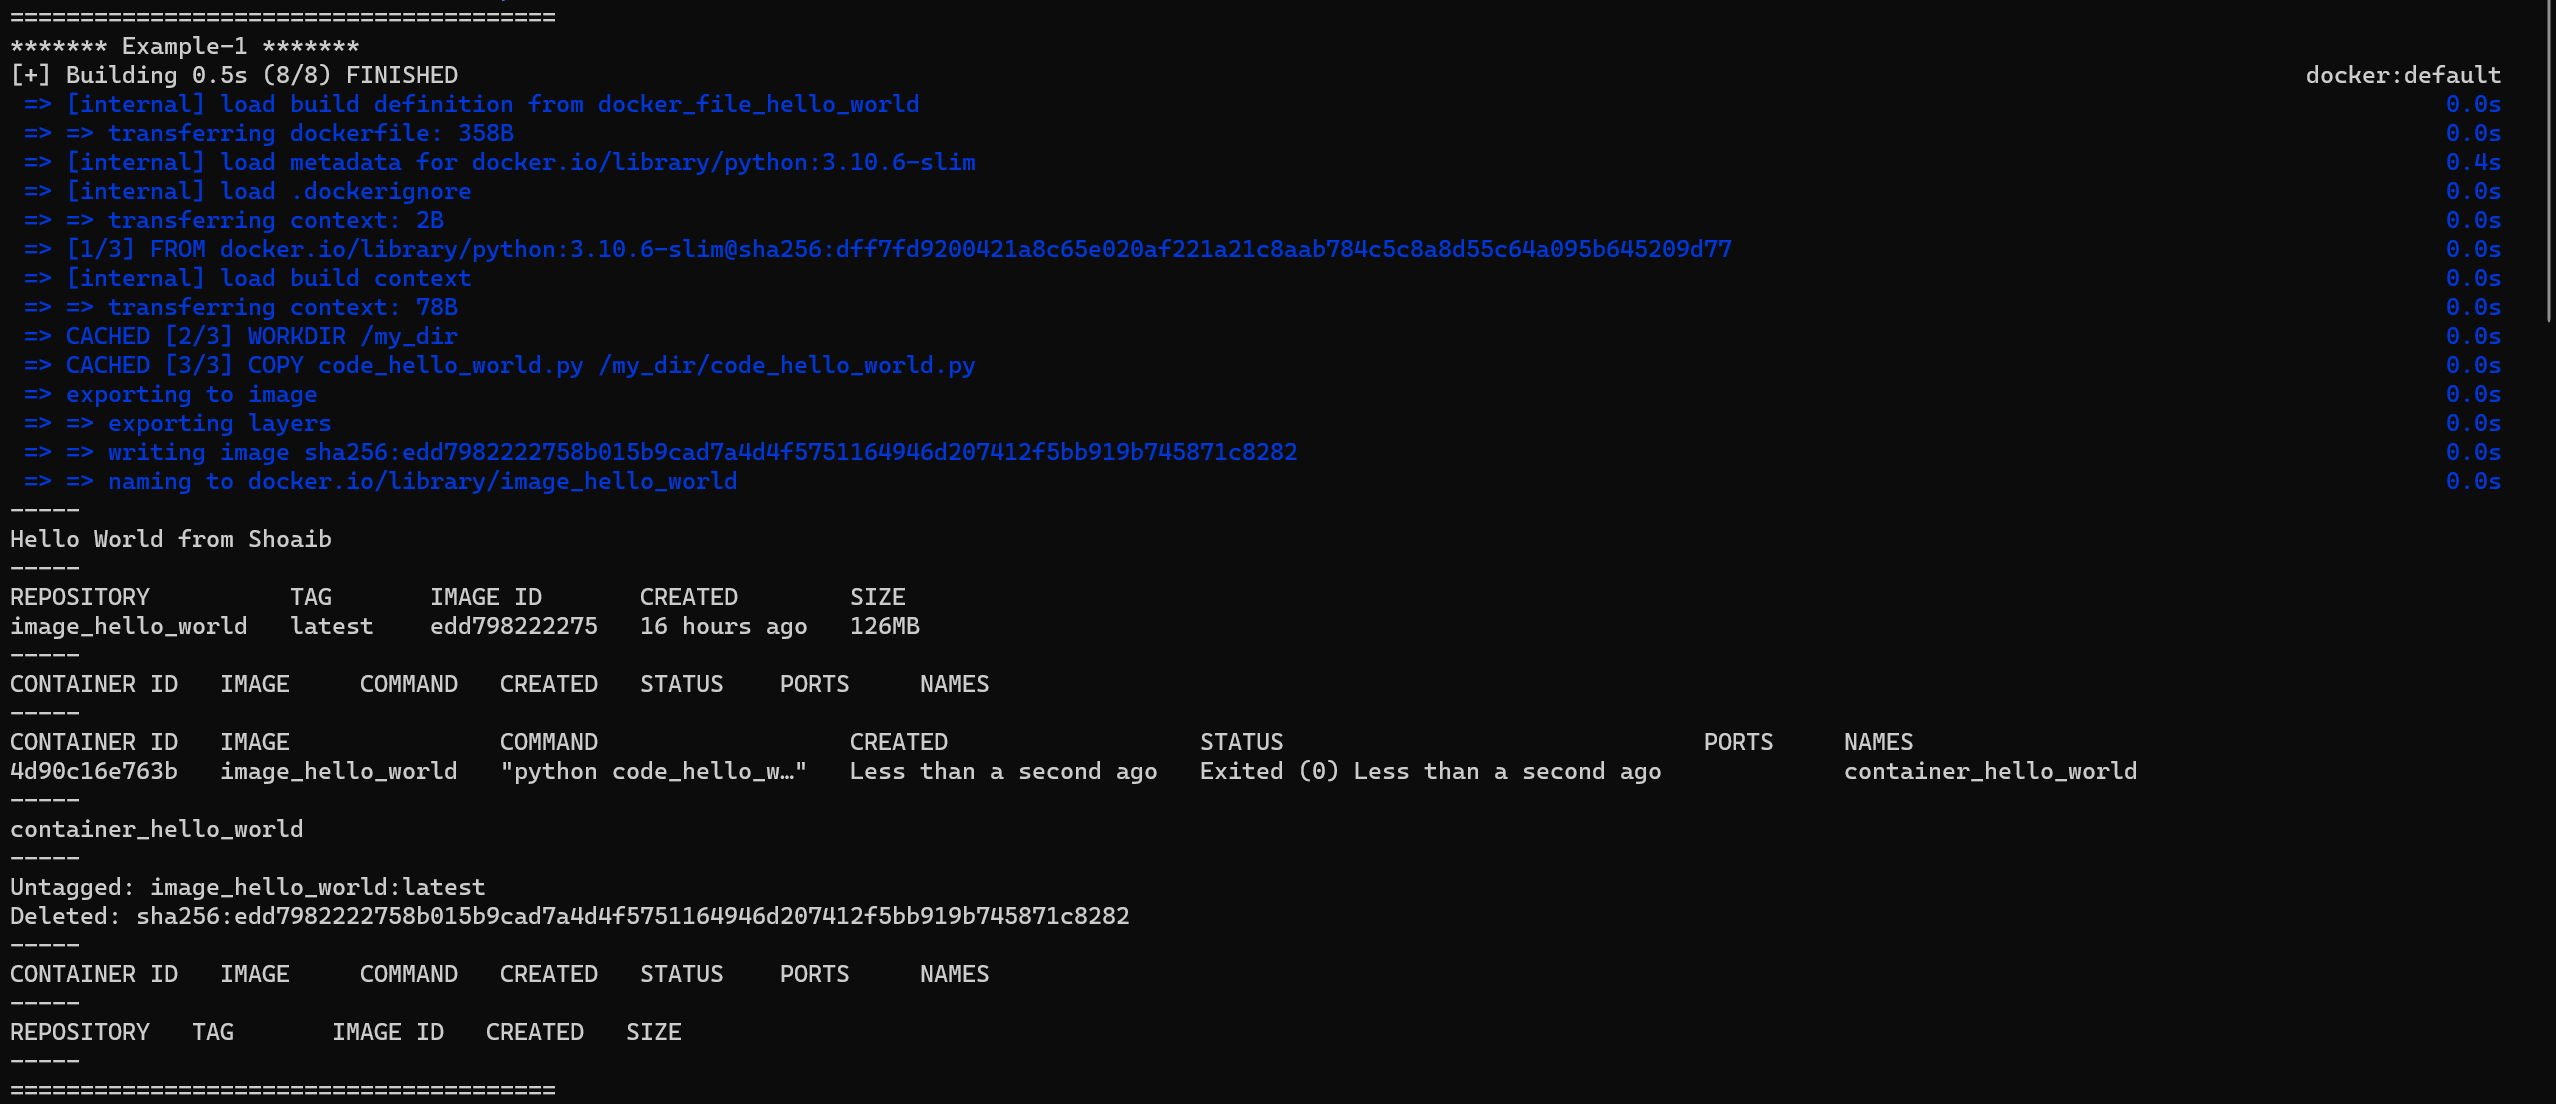 =======================================
******* Example-1 *******
[+] Building 0.5s (8/8) FINISHED docker:default
=> [internal] load build definition from docker_file_hello_world 0.0s
=> => transferring dockerfile: 358B 0.0s
=> [internal] load metadata for docker.io/library/python:3.10.6-slim 0.4s
=> [internal] load .dockerignore 0.0s
=> => transferring context: 2B 0.0s
=> [1/3] FROM docker.io/library/python:3.10.6-slim@sha256:dff7fd9200421a8c65e020af221a21c8aab784c5c8a8d55c64a095b645209d77 0.0s
=> [internal] load build context 0.0s
=> => transferring context: 78B 0.0s
=> CACHED [2/3] WORKDIR /my_dir 0.0s
=> CACHED [3/3] COPY code_hello_world.py /my_dir/code_hello_world.py 0.0s
=> exporting to image 0.0s
=> => exporting layers 0.0s
=> => writing image sha256:edd7982222758b015b9cad7a4d4f5751164946d207412f5bb919b745871c8282 0.0s
=> => naming to docker.io/library/image_hello_world 0.0s
-----
Hello World from Shoaib
-----
REPOSITORY TAG IMAGE ID CREATED SIZE
image_hello_world latest edd798222275 16 hours ago 126MB
-----
CONTAINER ID IMAGE COMMAND CREATED STATUS PORTS NAMES
-----
CONTAINER ID IMAGE COMMAND CREATED STATUS PORTS NAMES
4d90c16e763b image_hello_world "python code_hello_w…" Less than a second ago Exited (0) Less than a second ago container_hello_world
-----
container_hello_world
-----
Untagged: image_hello_world:latest
Deleted: sha256:edd7982222758b015b9cad7a4d4f5751164946d207412f5bb919b745871c8282
-----
CONTAINER ID IMAGE COMMAND CREATED STATUS PORTS NAMES
-----
REPOSITORY TAG IMAGE ID CREATED SIZE
-----
=======================================